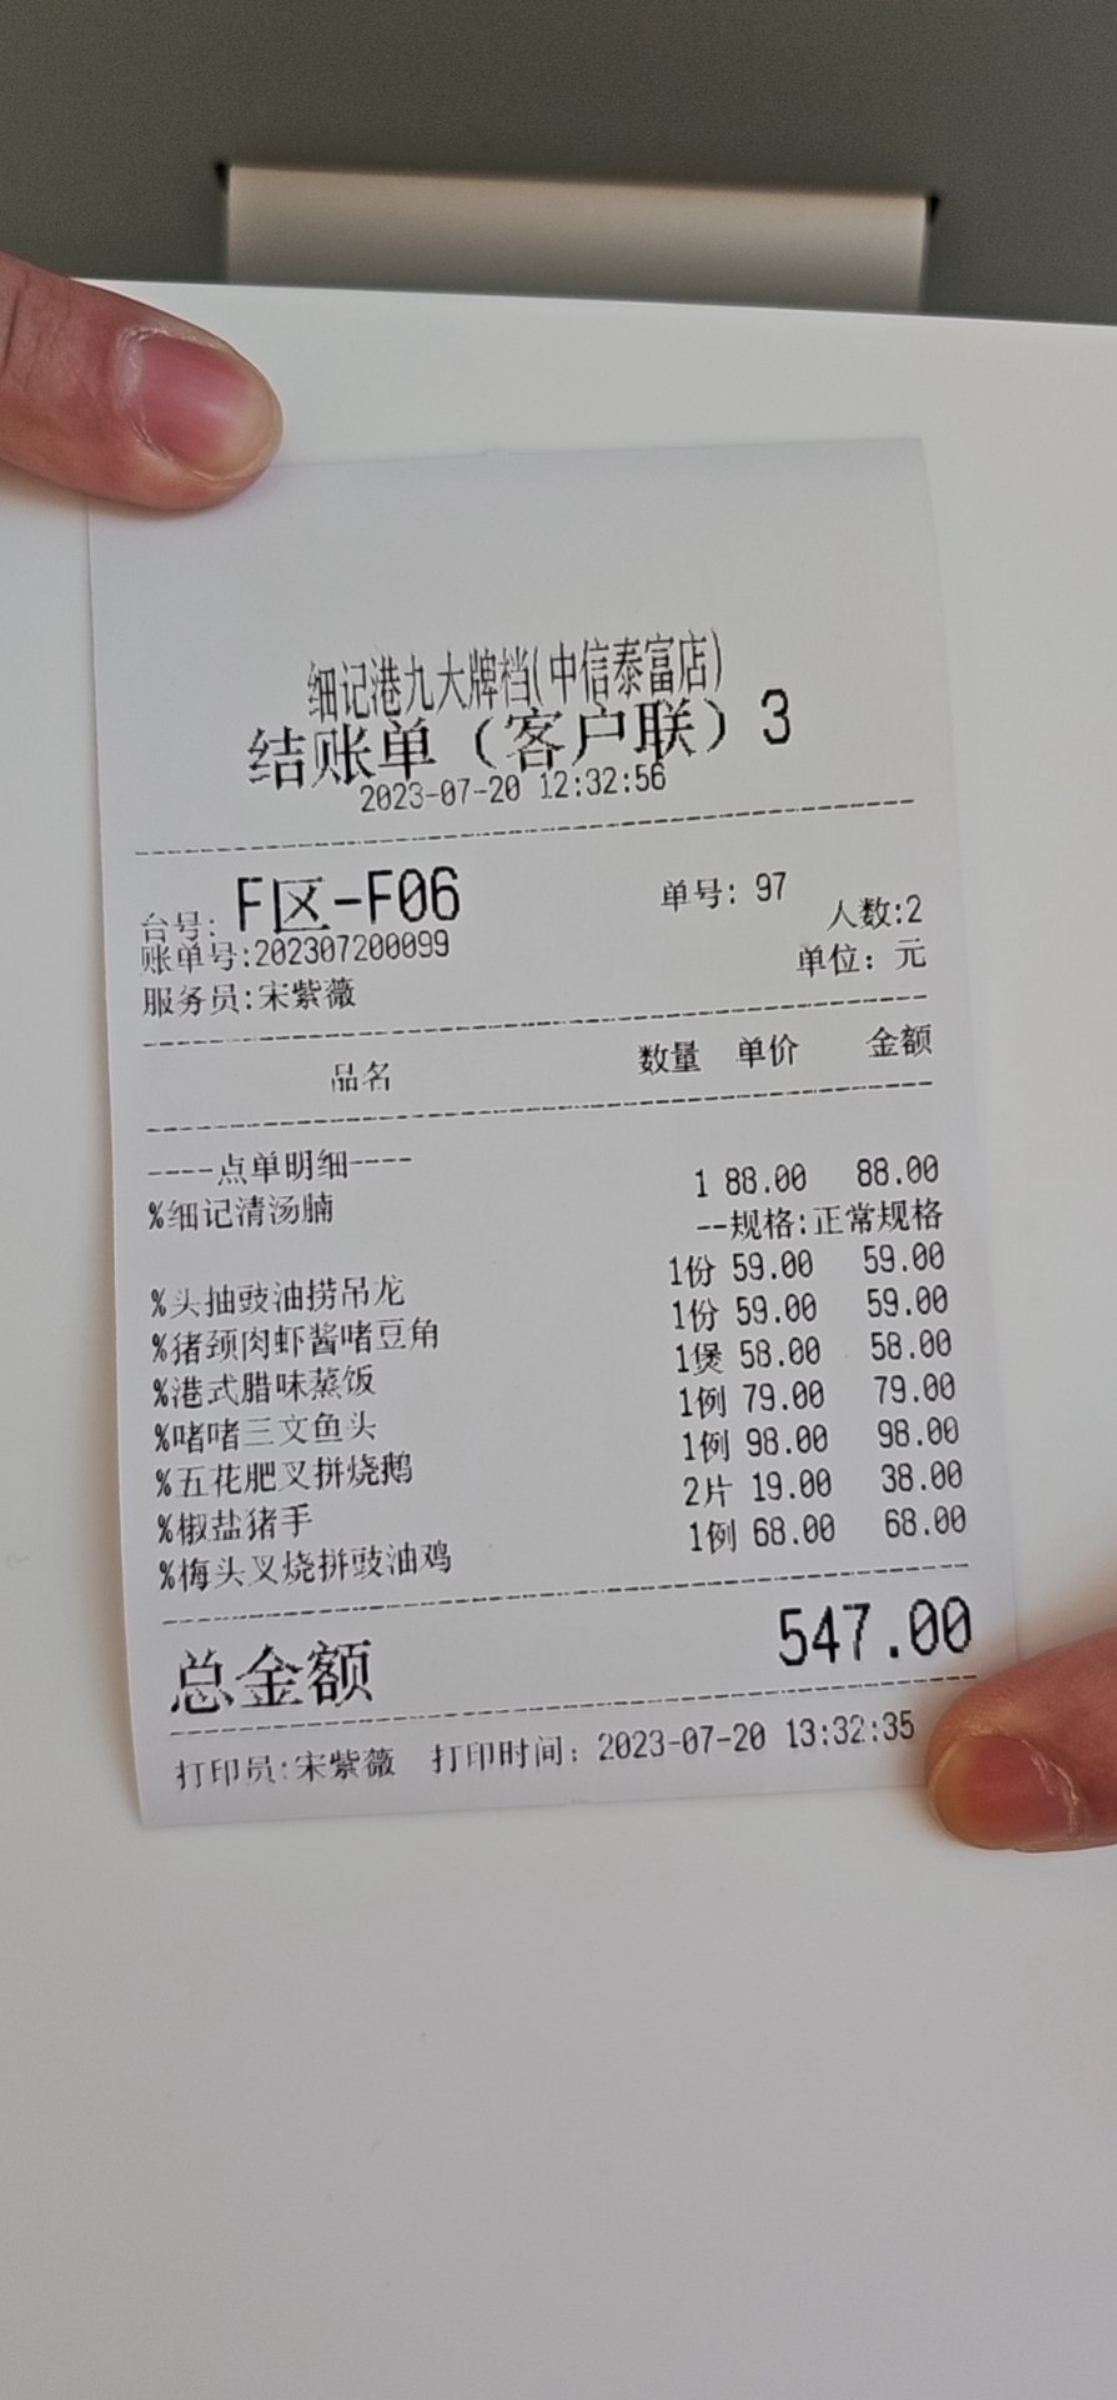 细记港九大牌档(中信泰富店)
结账单（客户联）3
2023-07-20 12:32:56
台号: F区-F06 单号: 97
账单号:202307200099 人数:2
服务员:宋紫薇 单位: 元
品名 数量 单价 金额
----点单明细----
%细记清汤腩 1 88.00 88.00
--规格:正常规格
%头抽豉油捞吊龙 1份 59.00 59.00
%猪颈肉虾酱啫豆角 1份 59.00 59.00
%港式腊味蒸饭 1煲 58.00 58.00
%啫啫三文鱼头 1例 79.00 79.00
%五花肥叉拼烧鹅 1例 98.00 98.00
%椒盐猪手 2片 19.00 38.00
%梅头叉烧拼豉油鸡 1例 68.00 68.00
总金额 547.00
打印员:宋紫薇 打印时间: 2023-07-20 13:32:35